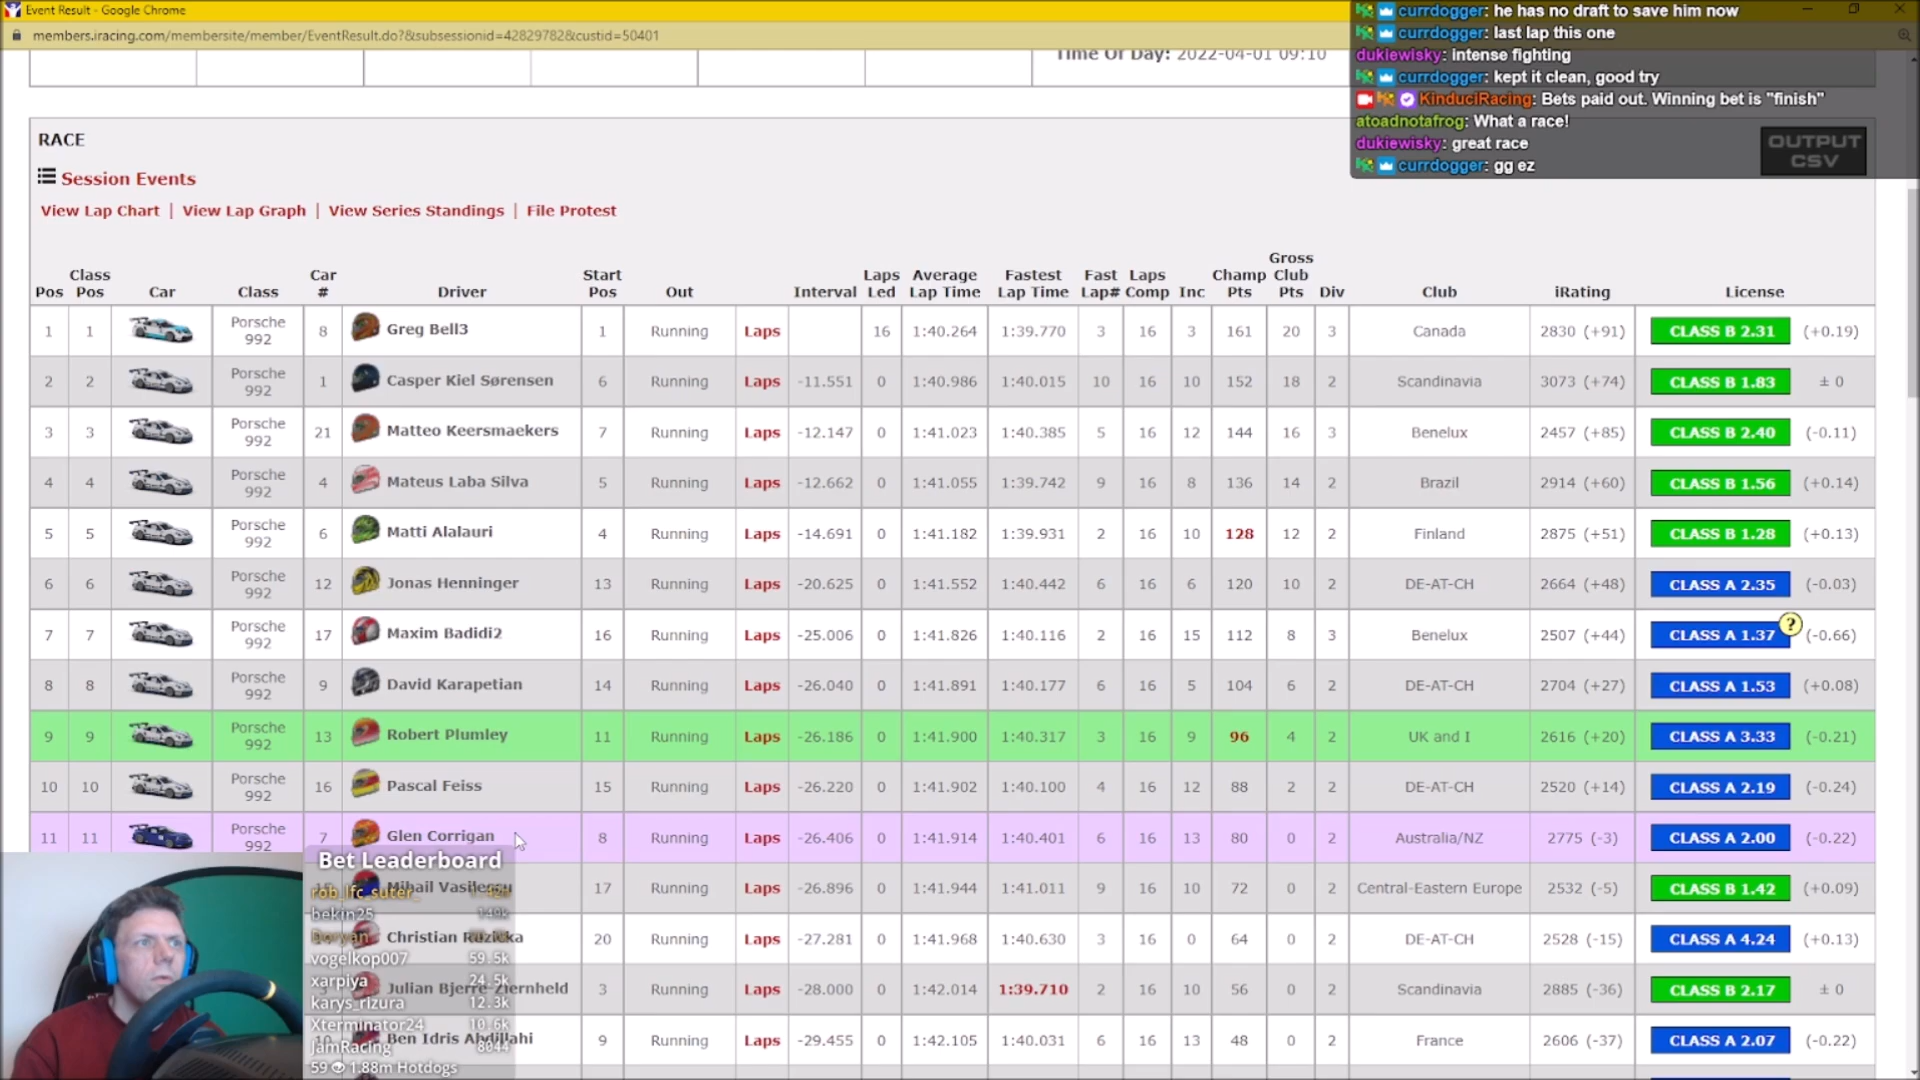 Event Result - Google Chrome
members.iracing.com/membersite/member/EventResult.do?&subsessionid=42829782&custid=50401
Time Of Day: 2022-04-01 09:10
currdogger: he has no draft to save him now
currdogger: last lap this one
dukiewisky: intense fighting
currdogger: kept it clean, good try
KinduciRacing: Bets paid out. Winning bet is "finish"
atoadnotafrog: What a race!
dukiewisky: great race
currdogger: gg ez
OUTPUT
CSV
RACE
Session Events
View Lap Chart | View Lap Graph | View Series Standings | File Protest
Pos Class Pos Car Class Car # Driver Start Pos Out Interval Laps Led Average Lap Time Fastest Lap Time Fast Lap# Laps Comp Inc Champ Pts Gross Club Pts Div Club iRating License
1 1 Porsche 992 8 Greg Bell3 1 Running Laps 16 1:40.264 1:39.770 3 16 3 161 20 3 Canada 2830 (+91) CLASS B 2.31 (+0.19)
2 2 Porsche 992 1 Casper Kiel Sørensen 6 Running Laps -11.551 0 1:40.986 1:40.015 10 16 10 152 18 2 Scandinavia 3073 (+74) CLASS B 1.83 ± 0
3 3 Porsche 992 21 Matteo Keersmaekers 7 Running Laps -12.147 0 1:41.023 1:40.385 5 16 12 144 16 3 Benelux 2457 (+85) CLASS B 2.40 (-0.11)
4 4 Porsche 992 4 Mateus Laba Silva 5 Running Laps -12.662 0 1:41.055 1:39.742 9 16 8 136 14 2 Brazil 2914 (+60) CLASS B 1.56 (+0.14)
5 5 Porsche 992 6 Matti Alalauri 4 Running Laps -14.691 0 1:41.182 1:39.931 2 16 10 128 12 2 Finland 2875 (+51) CLASS B 1.28 (+0.13)
6 6 Porsche 992 12 Jonas Henninger 13 Running Laps -20.625 0 1:41.552 1:40.442 6 16 6 120 10 2 DE-AT-CH 2664 (+48) CLASS A 2.35 (-0.03)
7 7 Porsche 992 17 Maxim Badidi2 16 Running Laps -25.006 0 1:41.826 1:40.116 2 16 15 112 8 3 Benelux 2507 (+44) CLASS A 1.37 ? (-0.66)
8 8 Porsche 992 9 David Karapetian 14 Running Laps -26.040 0 1:41.891 1:40.177 6 16 5 104 6 2 DE-AT-CH 2704 (+27) CLASS A 1.53 (+0.08)
9 9 Porsche 992 13 Robert Plumley 11 Running Laps -26.186 0 1:41.900 1:40.317 3 16 9 96 4 2 UK and I 2616 (+20) CLASS A 3.33 (-0.21)
10 10 Porsche 992 16 Pascal Feiss 15 Running Laps -26.220 0 1:41.902 1:40.100 4 16 12 88 2 2 DE-AT-CH 2520 (+14) CLASS A 2.19 (-0.24)
11 11 Porsche 992 7 Glen Corrigan 8 Running Laps -26.406 0 1:41.914 1:40.401 6 16 13 80 0 2 Australia/NZ 2775 (-3) CLASS A 2.00 (-0.22)
Mihail Vasilescu 17 Running Laps -26.896 0 1:41.944 1:41.011 9 16 10 72 0 2 Central-Eastern Europe 2532 (-5) CLASS B 1.42 (+0.09)
Christian Ruzicka 20 Running Laps -27.281 0 1:41.968 1:40.630 3 16 0 64 0 2 DE-AT-CH 2528 (-15) CLASS A 4.24 (+0.13)
Julian Bjerre-Ziernheld 3 Running Laps -28.000 0 1:42.014 1:39.710 2 16 10 56 0 2 Scandinavia 2885 (-36) CLASS B 2.17 ± 0
Ben Idris Abdillahi 9 Running Laps -29.455 0 1:42.105 1:40.031 6 16 13 48 0 2 France 2606 (-37) CLASS A 2.07 (-0.22)
Bet Leaderboard
rob_lfc_suter_
bekin25 149k
Doryan
vogelkop007 59.5k
xarpiya 24.5k
karys_rizura 12.3k
Xterminator24 10.6k
JamRacing 8044
59 1.88m Hotdogs